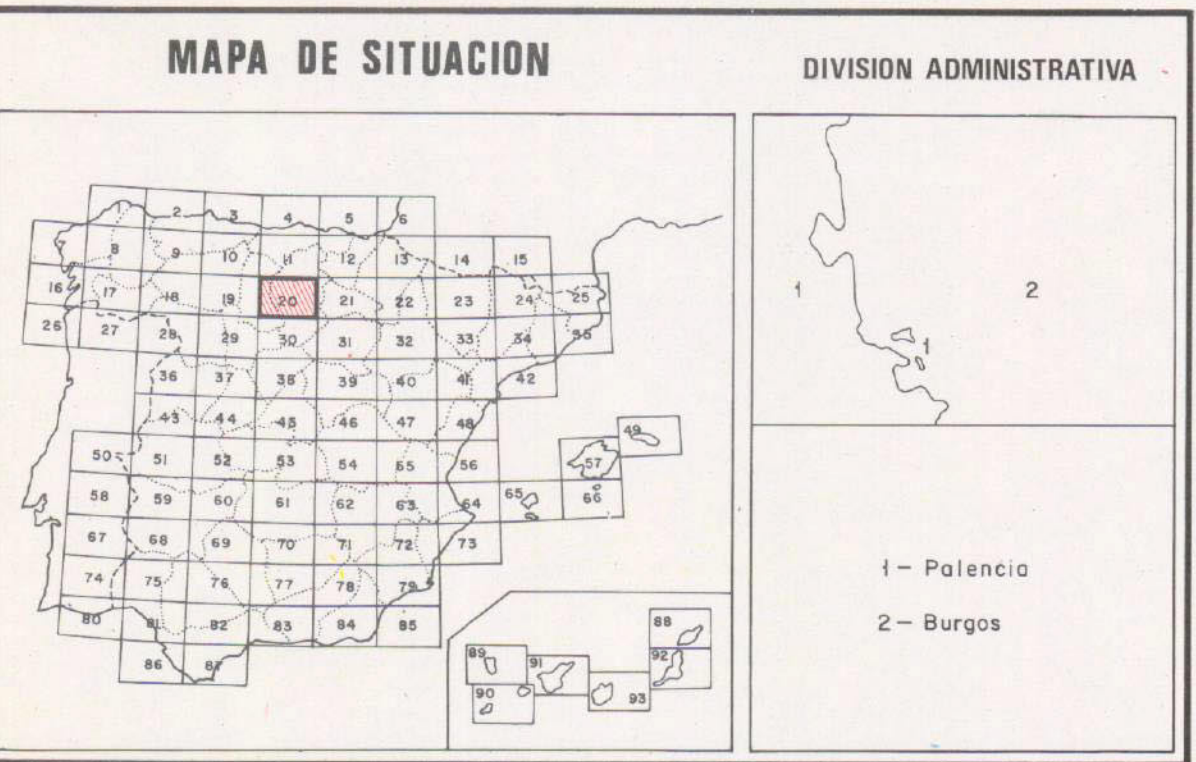 MAPA DE SITUACION
DIVISION ADMINISTRATIVA
2 3 4 5 6
7 8 9 10 11 12 13 14 15
16 17 18 19 20 21 22 23 24 25
26 27 28 29 30 31 32 33 34 35
36 37 38 39 40 41 42
43 44 45 46 47 48 49
50 51 52 53 54 55 56 57
58 59 60 61 62 63 64 65 66
67 68 69 70 71 72 73
74 75 76 77 78 79
80 81 82 83 84 85
86 87
88
89 91 92
90 93
1 2
1
1 - Palencia
2 - Burgos